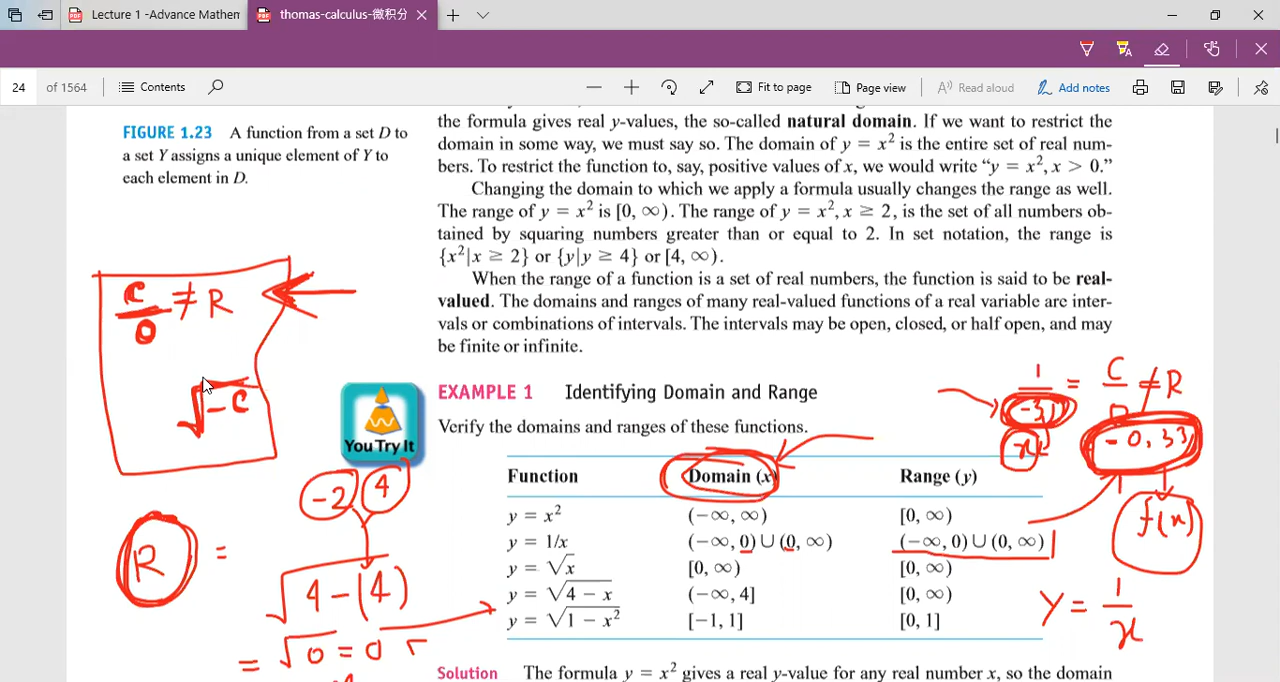 Lecture 1 -Advance Mathem
thomas-calculus-微积分
24 of 1564
Contents
Fit to page
Page view
Read aloud
Add notes
FIGURE 1.23 A function from a set D to
a set Y assigns a unique element of Y to
each element in D.
the formula gives real y-values, the so-called natural domain. If we want to restrict the
domain in some way, we must say so. The domain of y = x² is the entire set of real num-
bers. To restrict the function to, say, positive values of x, we would write “y = x², x > 0.”
Changing the domain to which we apply a formula usually changes the range as well.
The range of y = x² is [0, ∞). The range of y = x², x ≥ 2, is the set of all numbers ob-
tained by squaring numbers greater than or equal to 2. In set notation, the range is
{x²|x ≥ 2} or {y|y ≥ 4} or [4, ∞).
When the range of a function is a set of real numbers, the function is said to be real-
valued. The domains and ranges of many real-valued functions of a real variable are inter-
vals or combinations of intervals. The intervals may be open, closed, or half open, and may
be finite or infinite.
C/0 ≠ R
√-C
You Try It
EXAMPLE 1 Identifying Domain and Range
Verify the domains and ranges of these functions.
Function Domain (x) Range (y)
y = x² (−∞, ∞) [0, ∞)
y = 1/x (−∞, 0) ∪ (0, ∞) (−∞, 0) ∪ (0, ∞)
y = √x [0, ∞) [0, ∞)
y = √4 − x (−∞, 4] [0, ∞)
y = √1 − x² [−1, 1] [0, 1]
-2 4
R =
√4-(4)
= √0 = 0
1/-3 = C/0 ≠ R
x
-0,33
f(x)
Y = 1/x
Solution The formula y = x² gives a real y-value for any real number x, so the domain